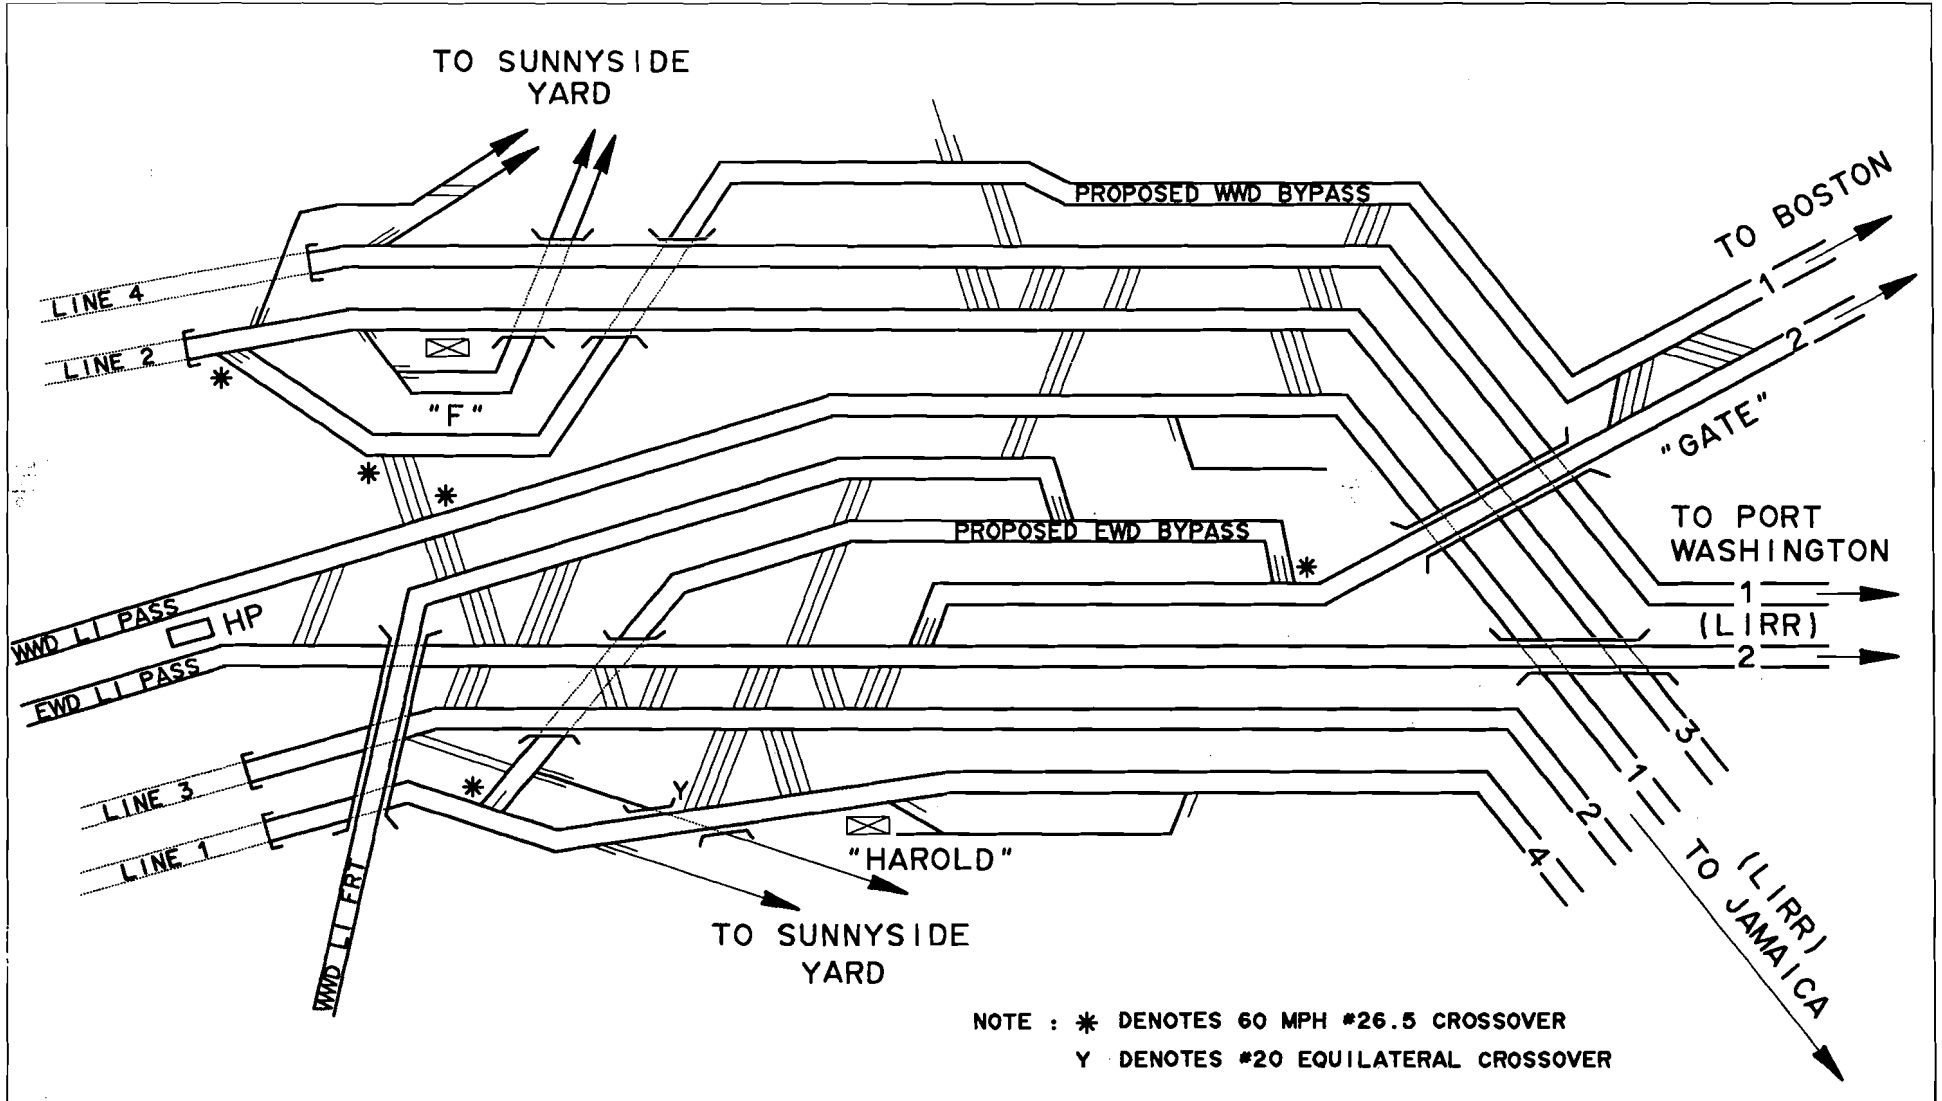 TO SUNNYSIDE
YARD
PROPOSED WWD BYPASS
TO BOSTON
1
2
LINE 4
LINE 2
*
"F"
*
*
"GATE"
PROPOSED EWD BYPASS
*
TO PORT
WASHINGTON
1
(LIRR)
2
WWD LI PASS
HP
EWD LI PASS
3
1
2
4
LINE 3
LINE 1
*
Y
"HAROLD"
WWD LI FRT
TO SUNNYSIDE
YARD
(LIRR)
TO JAMAICA
NOTE : * DENOTES 60 MPH #26.5 CROSSOVER
Y DENOTES #20 EQUILATERAL CROSSOVER